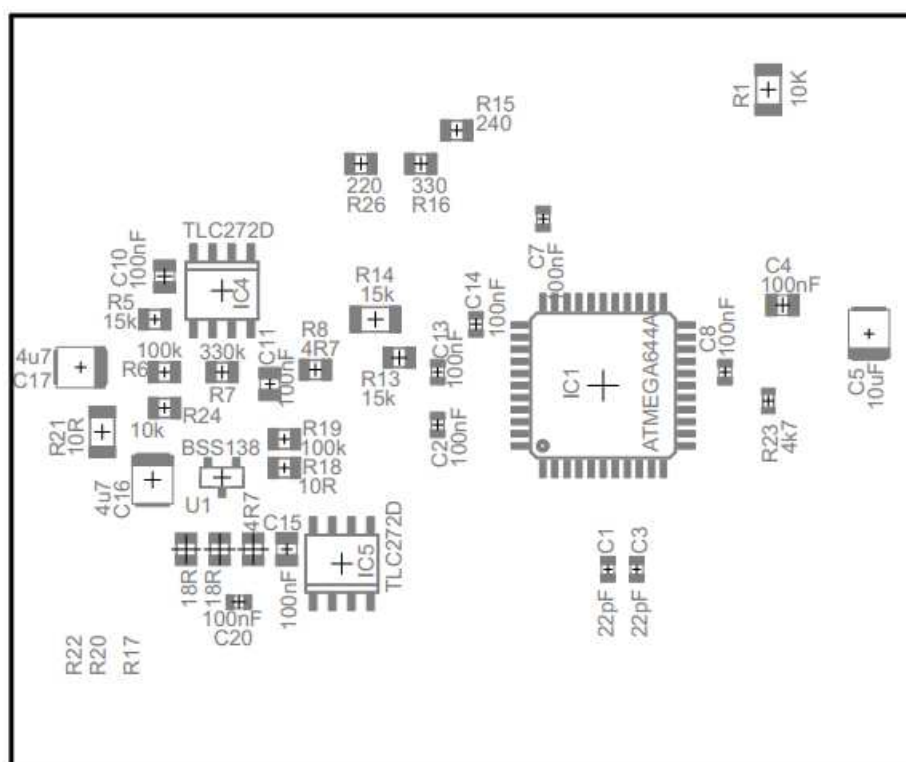 R1
10K
R15
240
220
R26
330
R16
TLC272D
IC4
C10
100nF
C7
100nF
C4
100nF
R5
15k
R14
15k
C14
100nF
R8
4R7
C11
100nF
C13
100nF
C8
100nF
IC1
ATMEGA644A
4u7
C17
100k
R6
330k
R7
R13
15k
C5
10uF
R24
10k
R21
10R
C2
100nF
R23
4k7
BSS138
U1
R19
100k
R18
10R
4u7
C16
4R7
C15
100nF
IC5
TLC272D
18R
18R
100nF
C20
C1
22pF
C3
22pF
R22
R20
R17